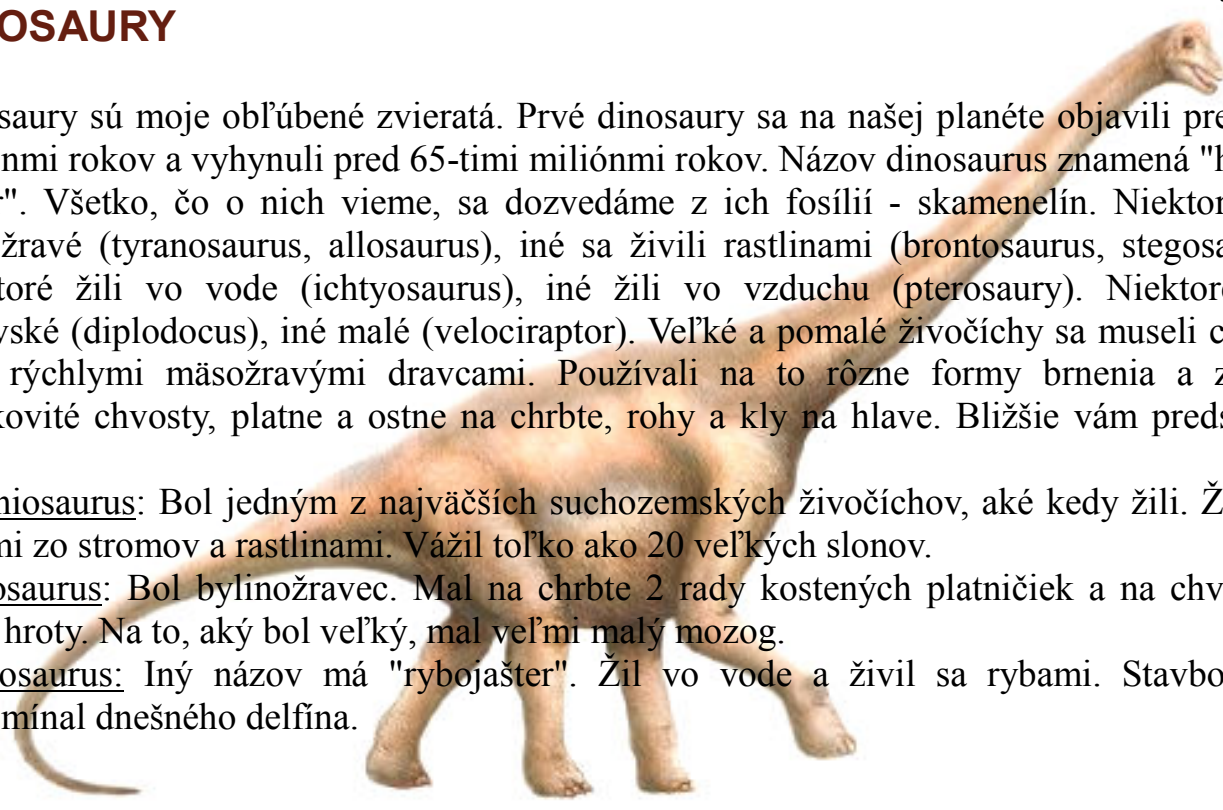 OSAURY
saury sú moje obľúbené zvieratá. Prvé dinosaury sa na našej planéte objavili pre
nmi rokov a vyhynuli pred 65-timi miliónmi rokov. Názov dinosaurus znamená "h
". Všetko, čo o nich vieme, sa dozvedáme z ich fosílií - skamenelín. Niektor
žravé (tyranosaurus, allosaurus), iné sa živili rastlinami (brontosaurus, stegosa
toré žili vo vode (ichtyosaurus), iné žili vo vzduchu (pterosaury). Niektor
vské (diplodocus), iné malé (velociraptor). Veľké a pomalé živočíchy sa museli c
rýchlymi mäsožravými dravcami. Používali na to rôzne formy brnenia a z
kovité chvosty, platne a ostne na chrbte, rohy a kly na hlave. Bližšie vám preds
niosaurus: Bol jedným z najväčších suchozemských živočíchov, aké kedy žili. Ž
mi zo stromov a rastlinami. Vážil toľko ako 20 veľkých slonov.
osaurus: Bol bylinožravec. Mal na chrbte 2 rady kostených platničiek a na chv
hroty. Na to, aký bol veľký, mal veľmi malý mozog.
osaurus: Iný názov má "rybojašter". Žil vo vode a živil sa rybami. Stavbo
mínal dnešného delfína.